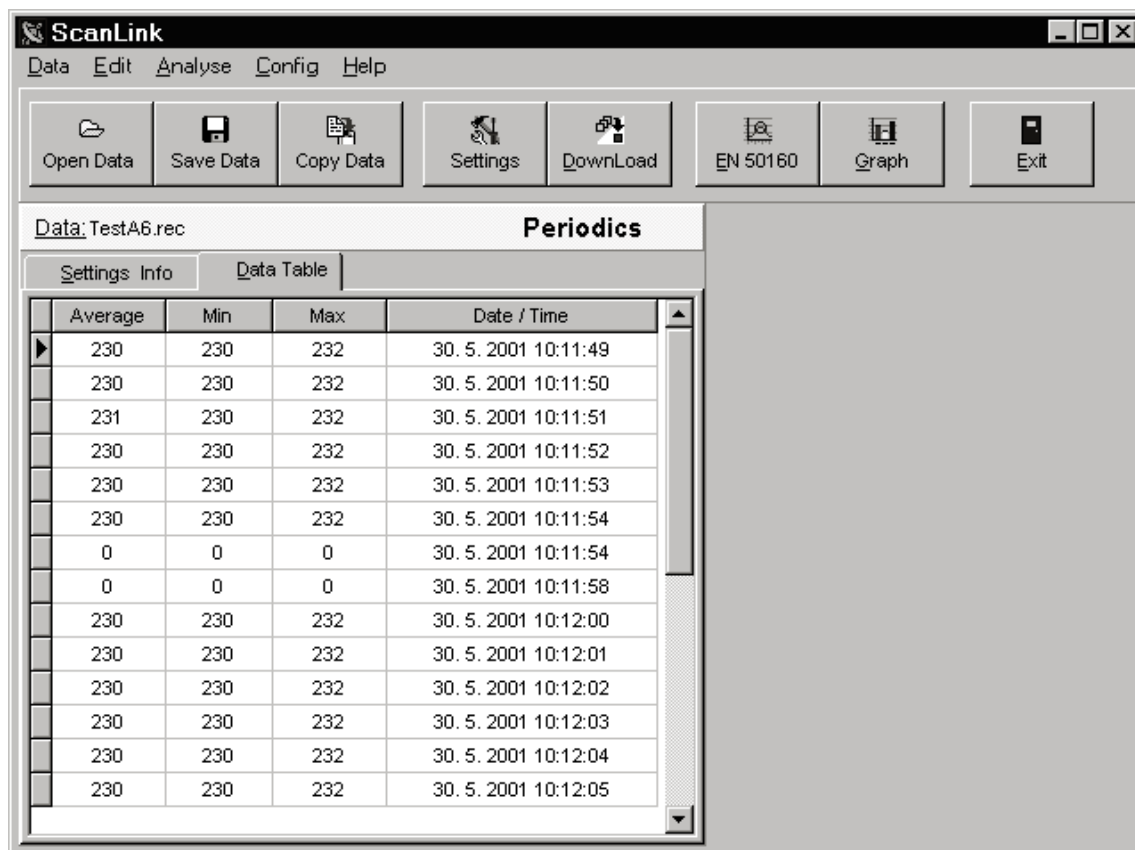 ScanLink
Data Edit Analyse Config Help
Open Data Save Data Copy Data Settings DownLoad EN 50160 Graph Exit
Data: TestA6.rec Periodics
Settings Info Data Table
Average Min Max Date / Time
230 230 232 30. 5. 2001 10:11:49
230 230 232 30. 5. 2001 10:11:50
231 230 232 30. 5. 2001 10:11:51
230 230 232 30. 5. 2001 10:11:52
230 230 232 30. 5. 2001 10:11:53
230 230 232 30. 5. 2001 10:11:54
0 0 0 30. 5. 2001 10:11:54
0 0 0 30. 5. 2001 10:11:58
230 230 232 30. 5. 2001 10:12:00
230 230 232 30. 5. 2001 10:12:01
230 230 232 30. 5. 2001 10:12:02
230 230 232 30. 5. 2001 10:12:03
230 230 232 30. 5. 2001 10:12:04
230 230 232 30. 5. 2001 10:12:05